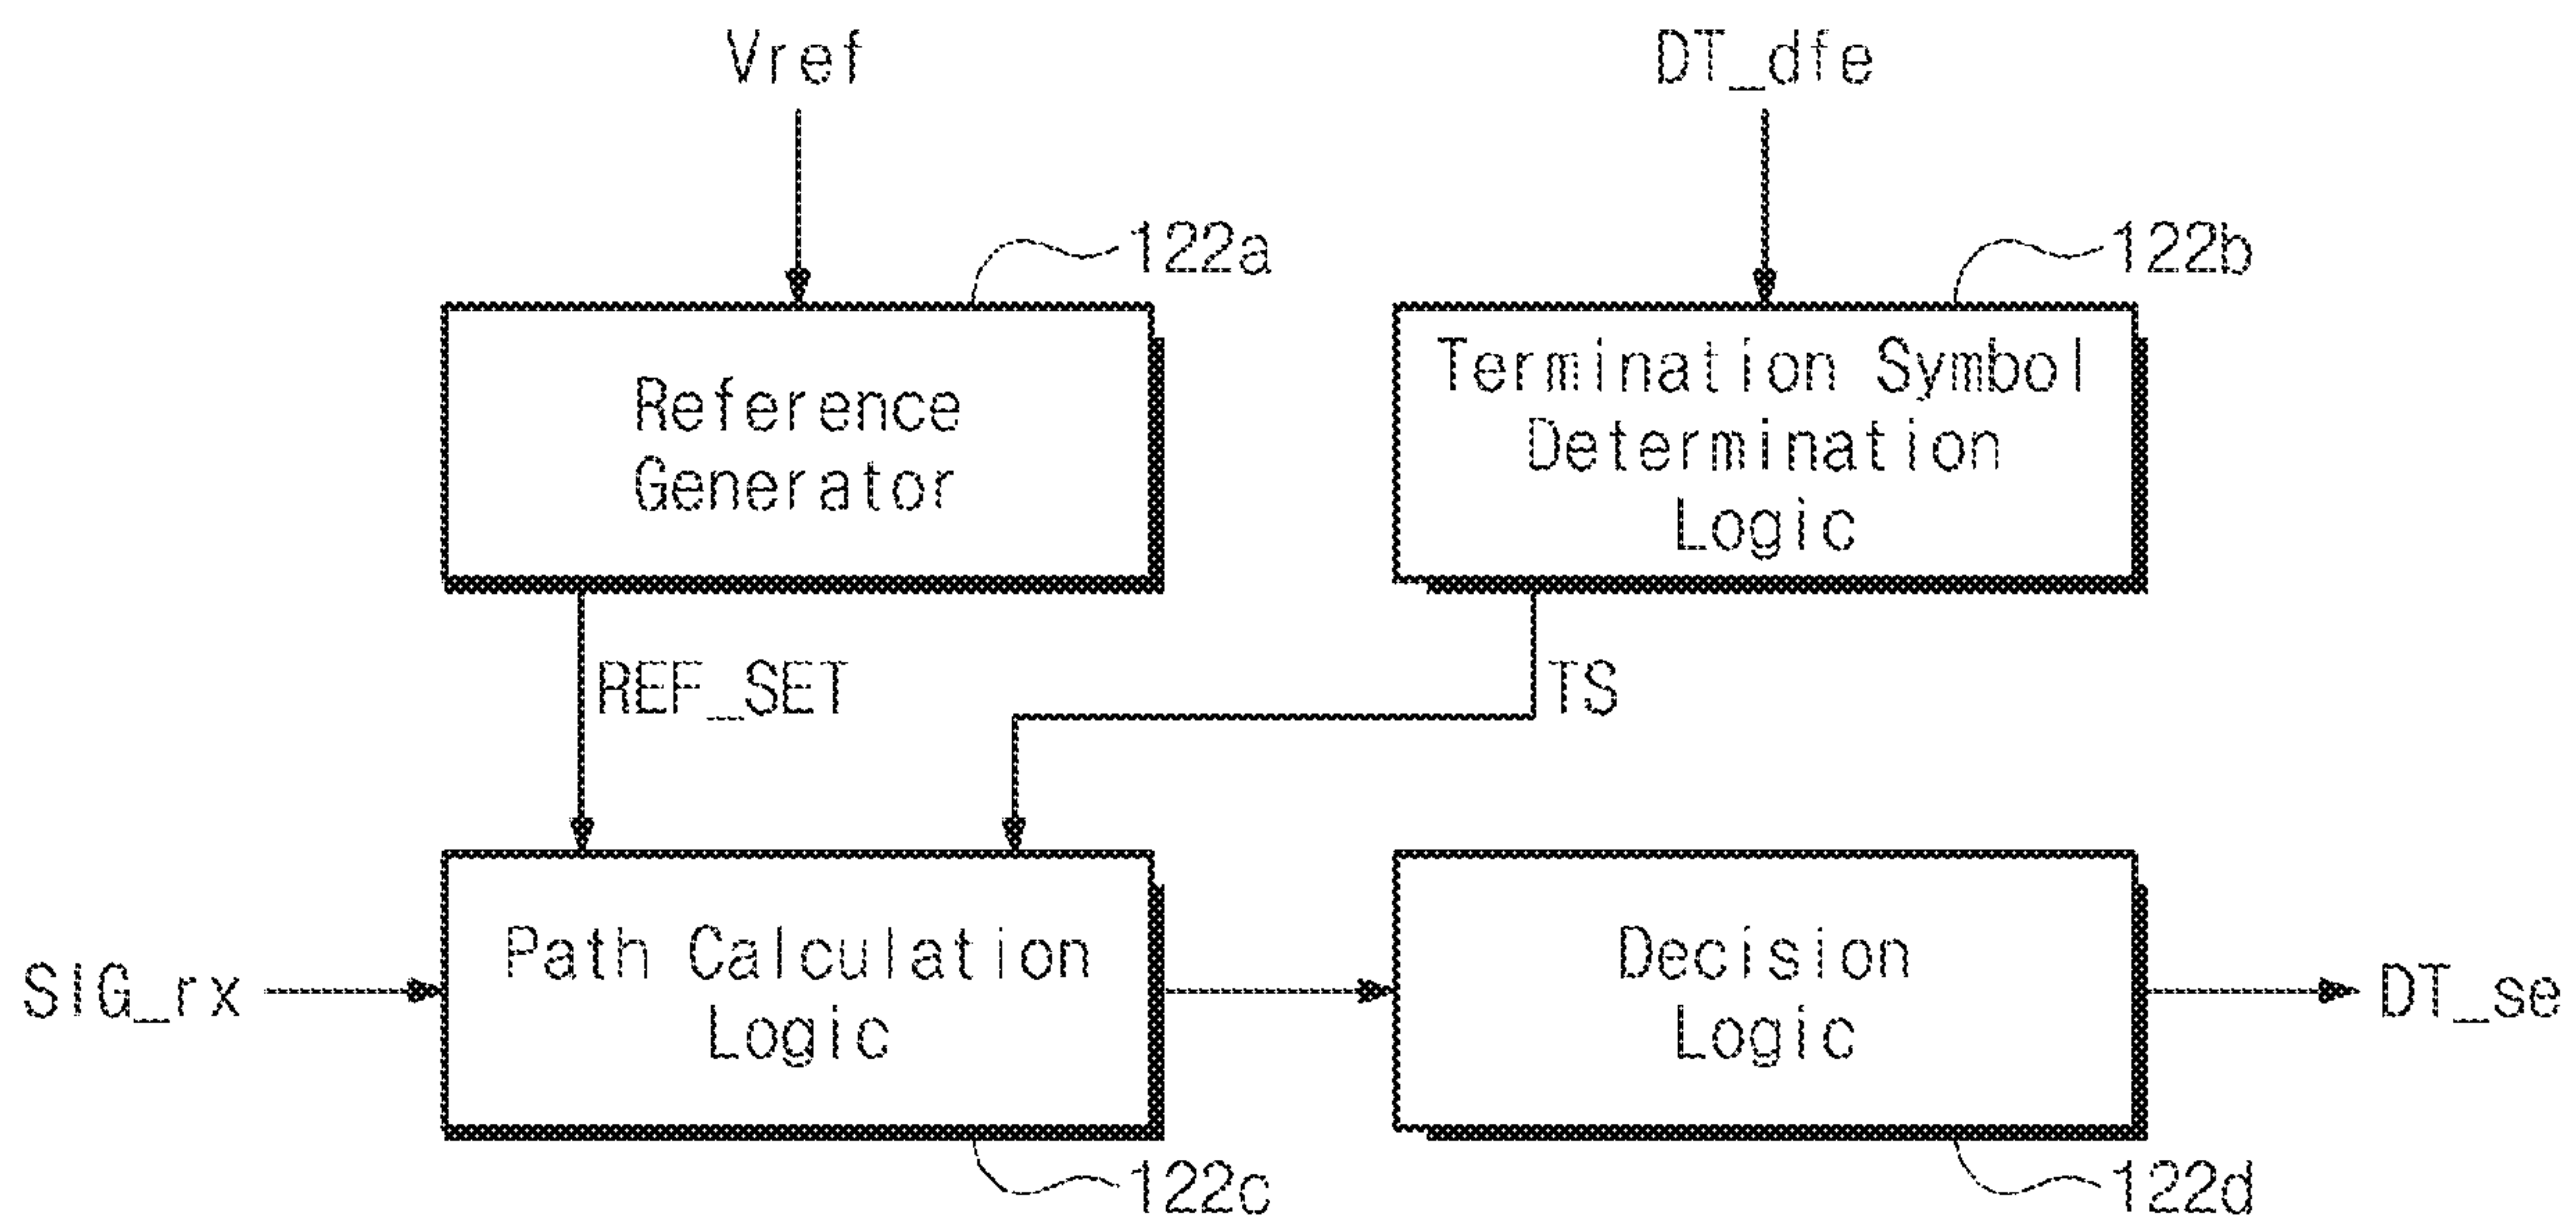 Vref
DT_dfe
122a
122b
Reference
Generator
Termination Symbol
Determination
Logic
REF_SET
TS
SIG_rx
Path Calculation
Logic
Decision
Logic
DT_se
122c
122d